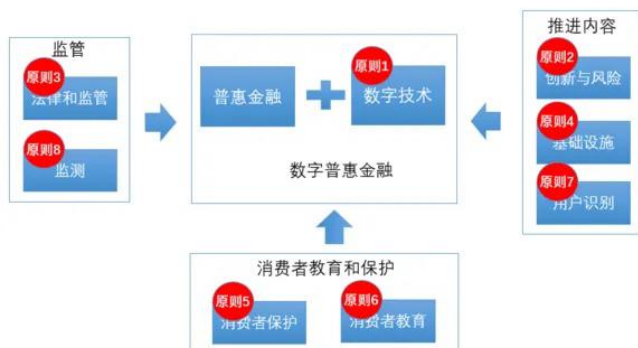 监管
原则3
法律和监管
原则8
监测
普惠金融
原则1
数字技术
数字普惠金融
推进内容
原则2
创新与风险
原则4
基础设施
原则7
用户识别
消费者教育和保护
原则5
消费者保护
原则6
消费者教育